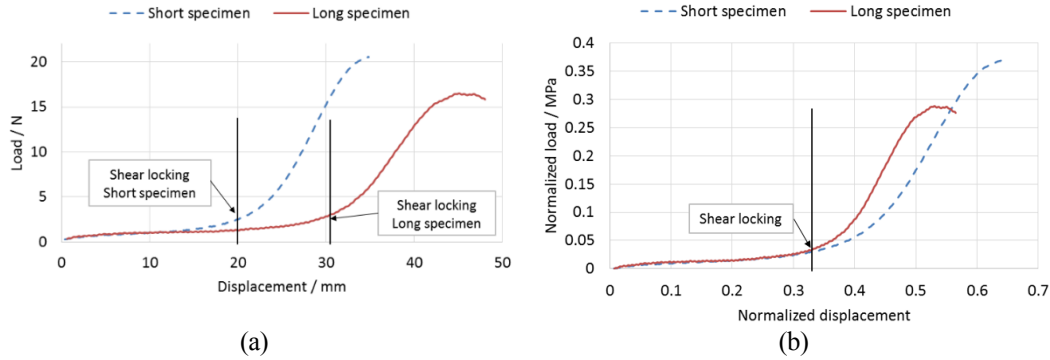 Short specimen Long specimen
20
15
10
5
0
Load / N
Shear locking
Short specimen
Shear locking
Long specimen
0 10 20 30 40 50
Displacement / mm
(a)
Short specimen Long specimen
0.4
0.35
0.3
0.25
0.2
0.15
0.1
0.05
0
Normalized load / MPa
Shear locking
0 0.1 0.2 0.3 0.4 0.5 0.6 0.7
Normalized displacement
(b)